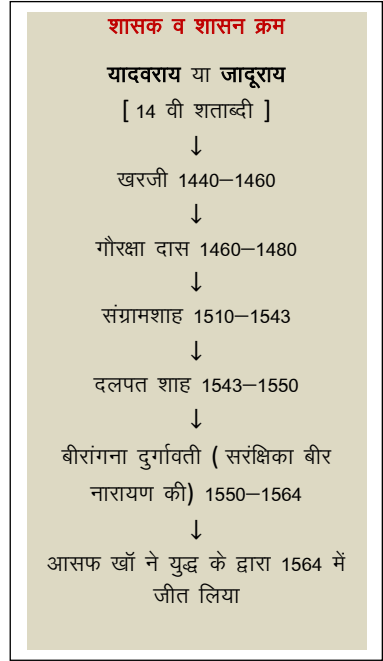 शासक व शासन क्रम
यादवराय या जादूराय
[ 14 वी शताब्दी ]
↓
खरजी 1440–1460
↓
गौरक्षा दास 1460–1480
↓
संग्रामशाह 1510–1543
↓
दलपत शाह 1543–1550
↓
बीरांगना दुर्गावती ( सरंक्षिका बीर
नारायण की) 1550–1564
↓
आसफ खॉ ने युद्ध के द्वारा 1564 में
जीत लिया